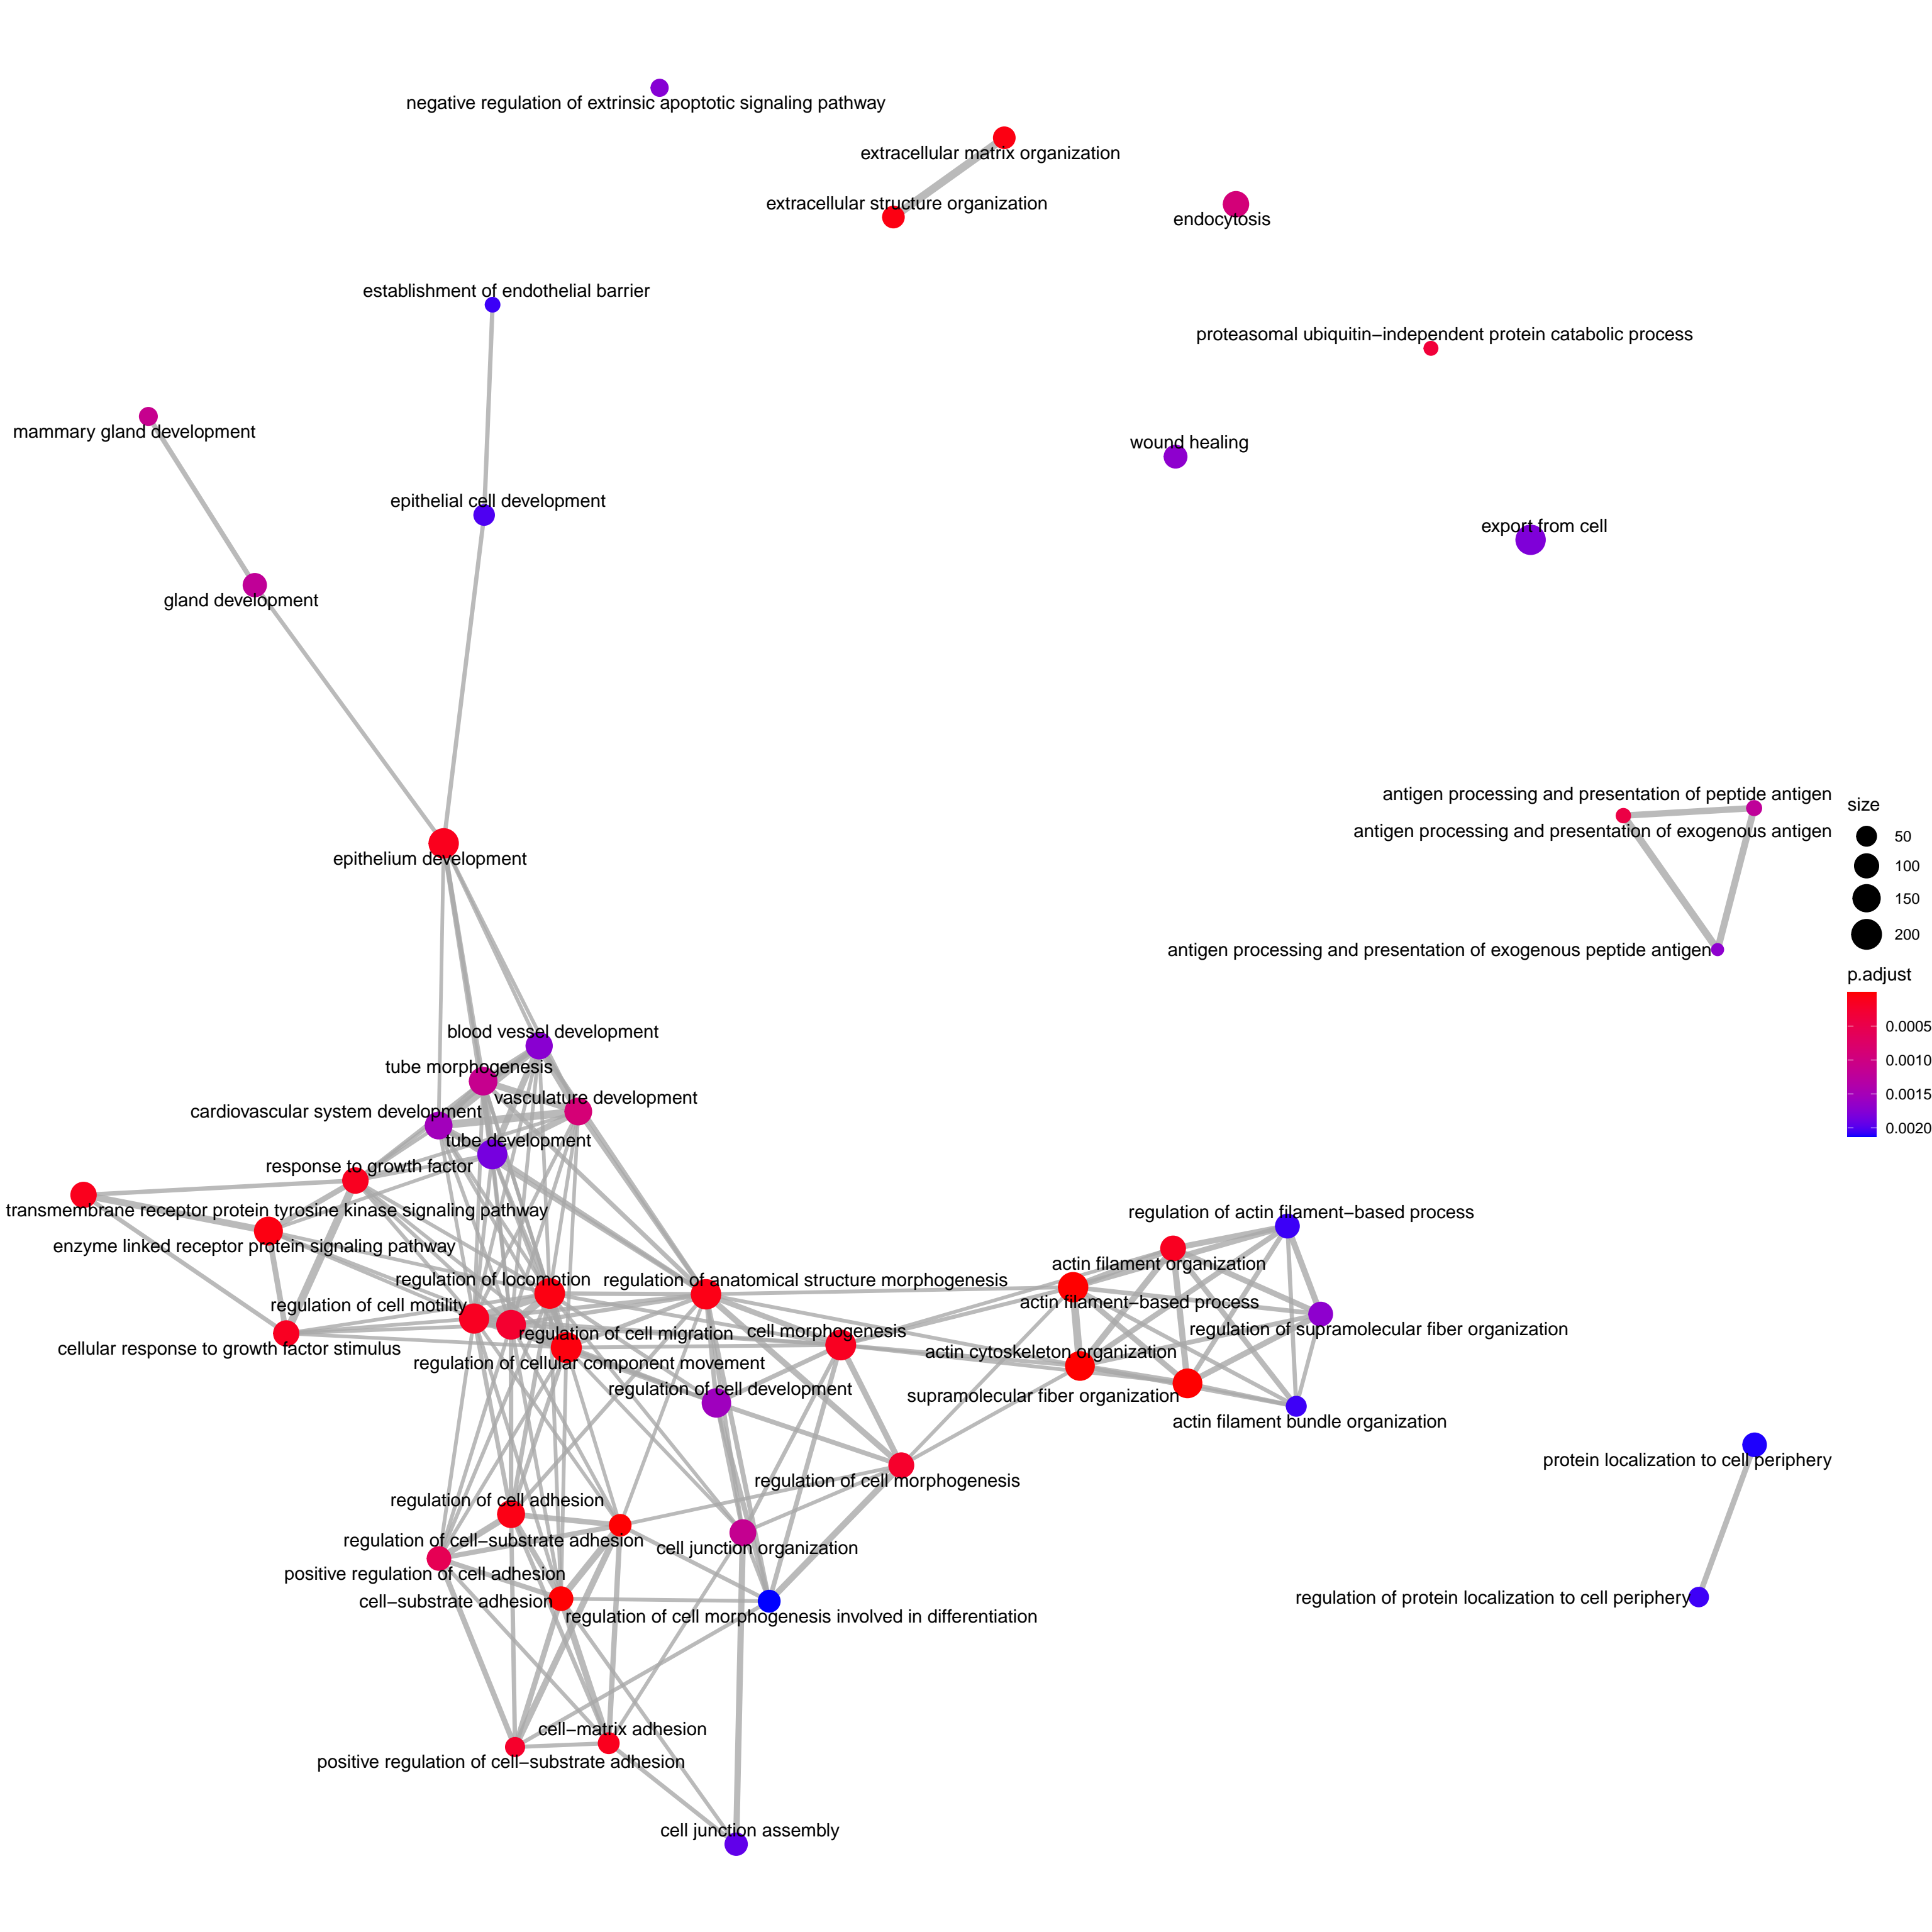 negative regulation of extrinsic apoptotic signaling pathway
extracellular matrix organization
extracellular structure organization
endocytosis
establishment of endothelial barrier
proteasomal ubiquitin−independent protein catabolic process
mammary gland development
wound healing
epithelial cell development
export from cell
gland development
antigen processing and presentation of peptide antigen
antigen processing and presentation of exogenous antigen
epithelium development
antigen processing and presentation of exogenous peptide antigen
size
50
100
150
200
p.adjust
0.0005
0.0010
0.0015
0.0020
blood vessel development
tube morphogenesis
vasculature development
cardiovascular system development
tube development
response to growth factor
transmembrane receptor protein tyrosine kinase signaling pathway
regulation of actin filament−based process
enzyme linked receptor protein signaling pathway
actin filament organization
regulation of locomotion
regulation of anatomical structure morphogenesis
regulation of cell motility
actin filament−based process
regulation of cell migration
cell morphogenesis
regulation of supramolecular fiber organization
cellular response to growth factor stimulus
actin cytoskeleton organization
regulation of cellular component movement
regulation of cell development
supramolecular fiber organization
actin filament bundle organization
protein localization to cell periphery
regulation of cell morphogenesis
regulation of cell adhesion
regulation of cell−substrate adhesion
cell junction organization
positive regulation of cell adhesion
cell−substrate adhesion
regulation of protein localization to cell periphery
regulation of cell morphogenesis involved in differentiation
cell−matrix adhesion
positive regulation of cell−substrate adhesion
cell junction assembly